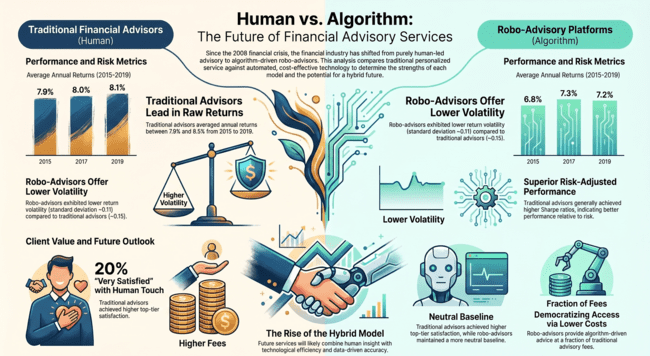 Human vs. Algorithm:
The Future of Financial Advisory Services
Since the 2008 financial crisis, the financial industry has shifted from purely human-led
advisory to algorithm-driven robo-advisors. This analysis compares traditional personalized
service against automated, cost-effective technology to determine the strengths of each
model and the potential for a hybrid future.
Traditional Financial Advisors
(Human)
Performance and Risk Metrics
Average Annual Returns (2015-2019)
7.9%
8.0%
8.1%
2015
2017
2019
Traditional Advisors
Lead in Raw Returns
Traditional advisors averaged annual returns
between 7.9% and 8.5% from 2015 to 2019.
Robo-Advisors Offer
Lower Volatility
Robo-advisors exhibited lower return
volatility (standard deviation ~0.11)
compared to traditional advisors (~0.15).
Higher
Volatility
Client Value and Future Outlook
20%
"Very Satisfied"
with Human Touch
Traditional advisors
achieved higher top-tier
satisfaction.
Higher Fees
The Rise of the Hybrid Model
Future services will likely combine human insight with
technological efficiency and data-driven accuracy.
Robo-Advisory Platforms
(Algorithm)
Robo-Advisors Offer
Lower Volatility
Robo-advisors exhibited lower return volatility
(standard deviation ~0.11) compared to
traditional advisors (~0.15).
Performance and Risk Metrics
Average Annual Returns (2015-2019)
6.8%
7.3%
7.2%
2015
2017
2019
Lower Volatility
Superior Risk-Adjusted
Performance
Traditional advisors generally achieved
higher Sharpe ratios, indicating better
performance relative to risk.
Neutral Baseline
Traditional advisors achieved higher
top-tier satisfaction, while robo-advisors
maintained a more neutral baseline.
Fraction of Fees
Democratizing Access
via Lower Costs
Robo-advisors provide algorithm-driven
advice at a fraction of traditional
advisory fees.